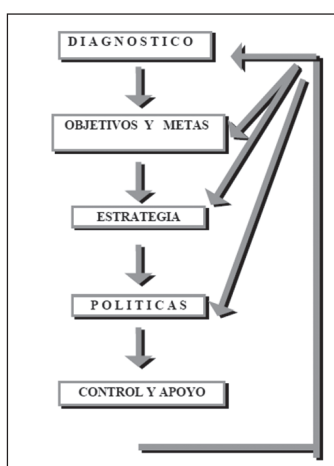 DIAGNOSTICO
OBJETIVOS Y METAS
ESTRATEGIA
POLITICAS
CONTROL Y APOYO